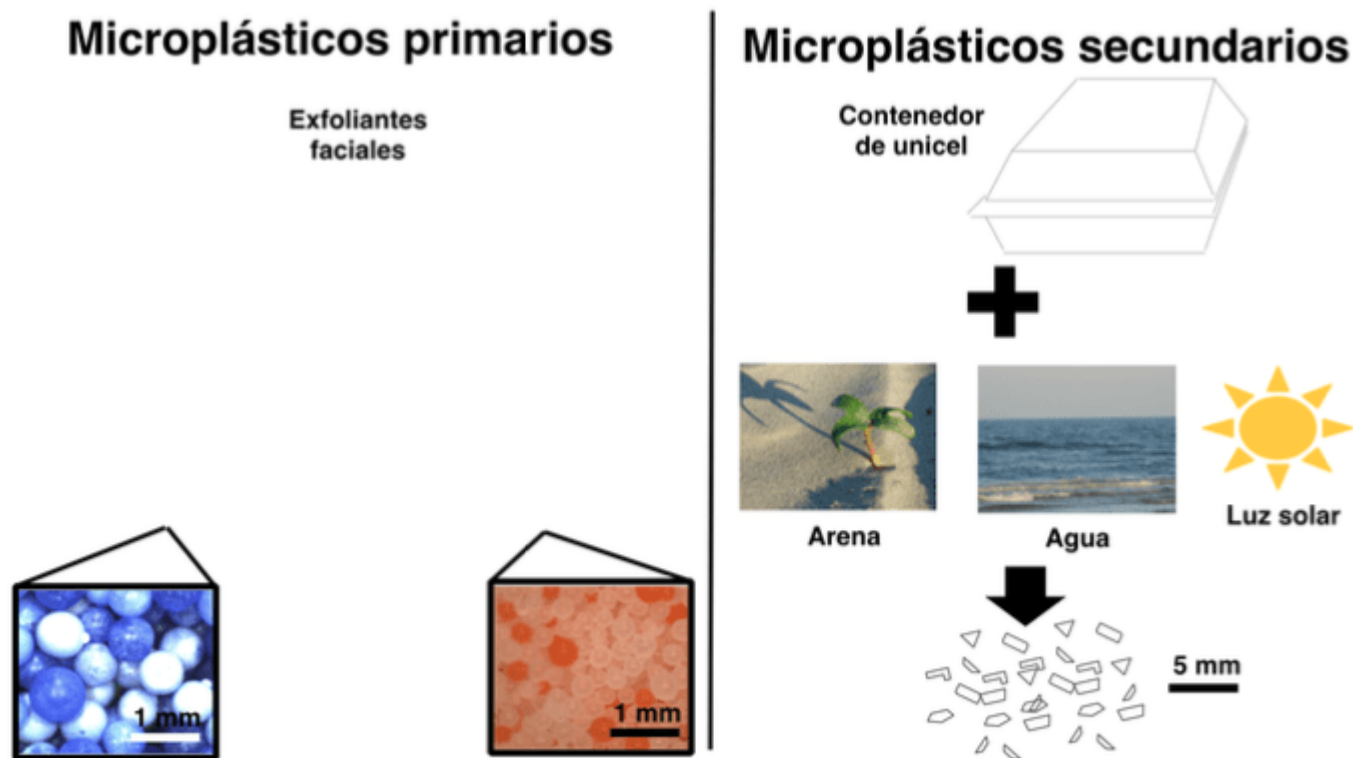 Microplásticos primarios
Exfoliantes
faciales
1 mm
1 mm
Microplásticos secundarios
Contenedor
de unicel
Arena
Agua
Luz solar
5 mm